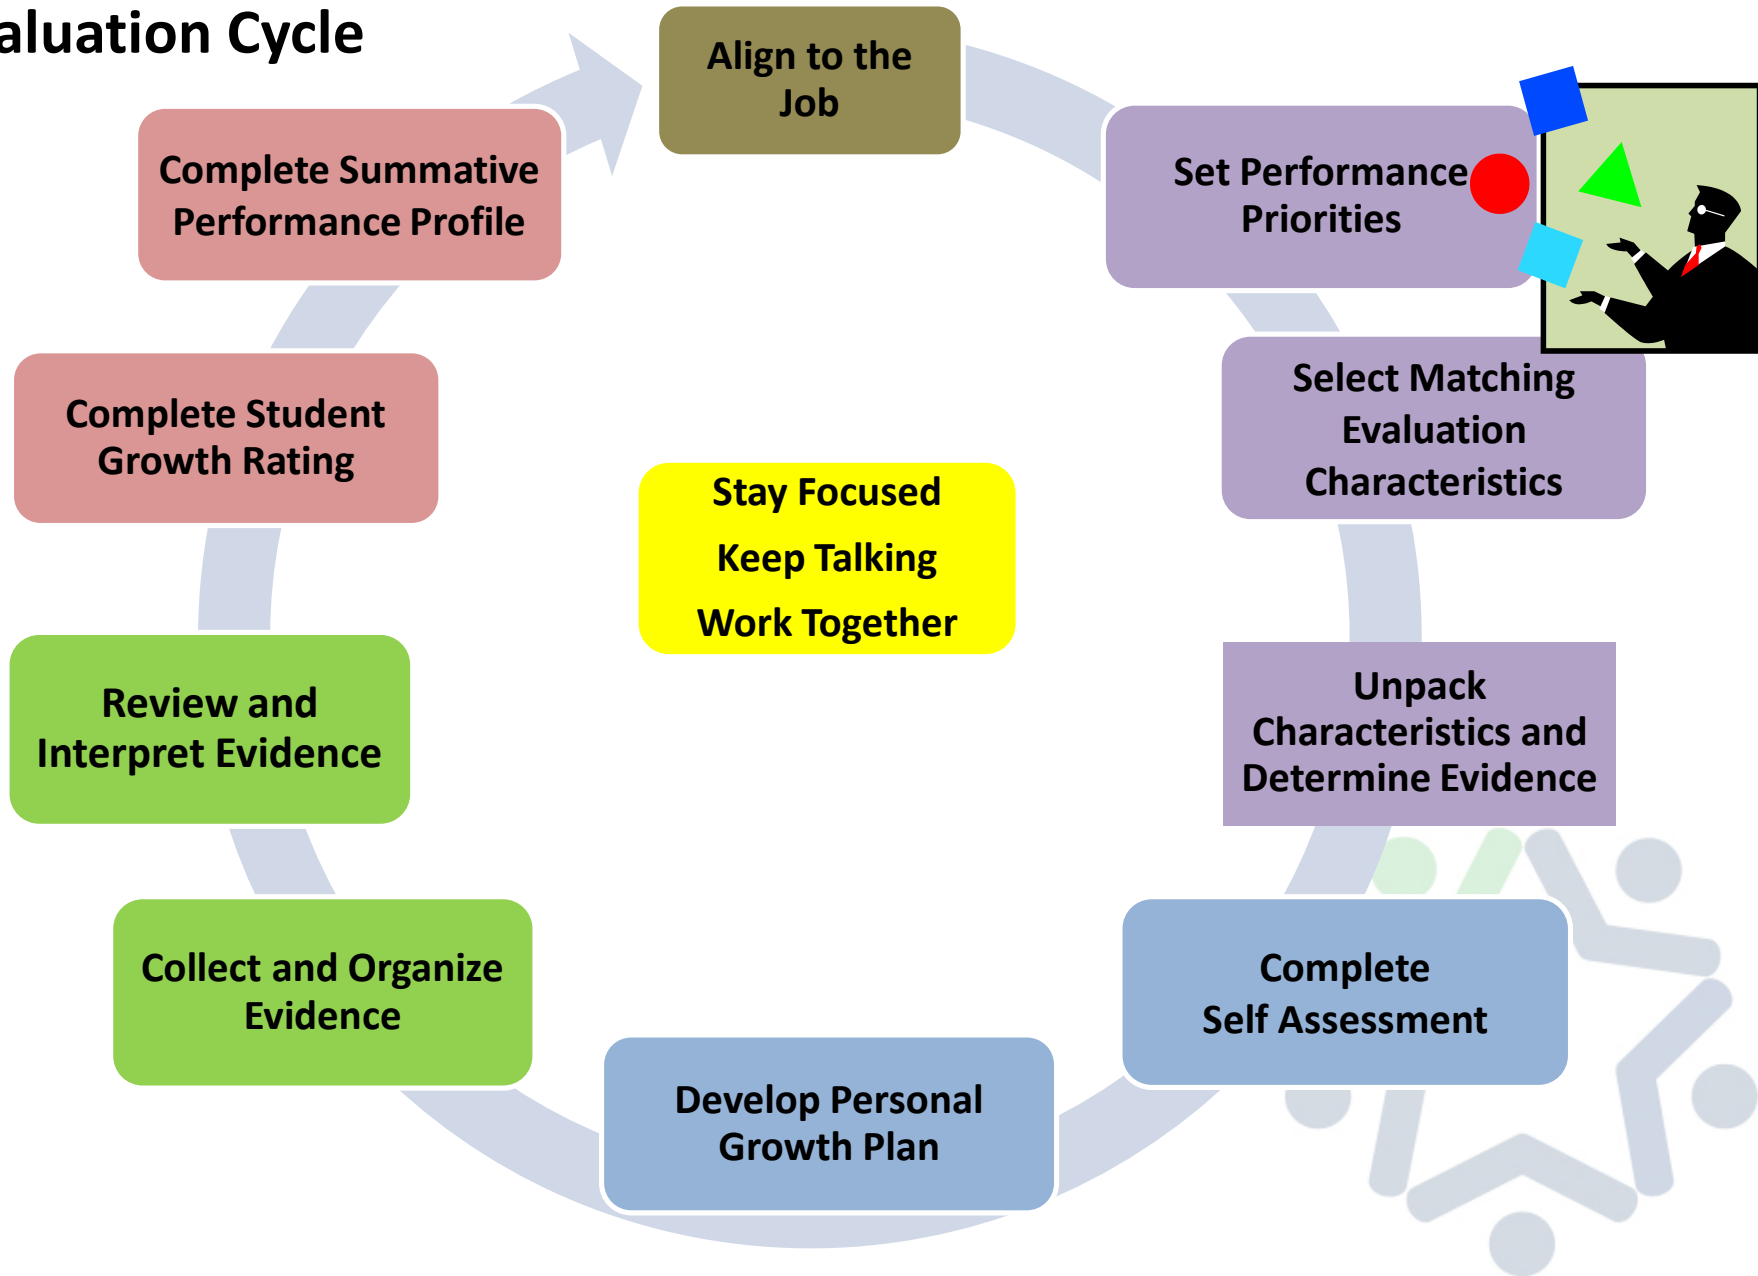 aluation Cycle
Align to the
Job
Set Performance
Priorities
Select Matching
Evaluation
Characteristics
Unpack
Characteristics and
Determine Evidence
Complete
Self Assessment
Develop Personal
Growth Plan
Collect and Organize
Evidence
Review and
Interpret Evidence
Complete Student
Growth Rating
Complete Summative
Performance Profile
Stay Focused
Keep Talking
Work Together